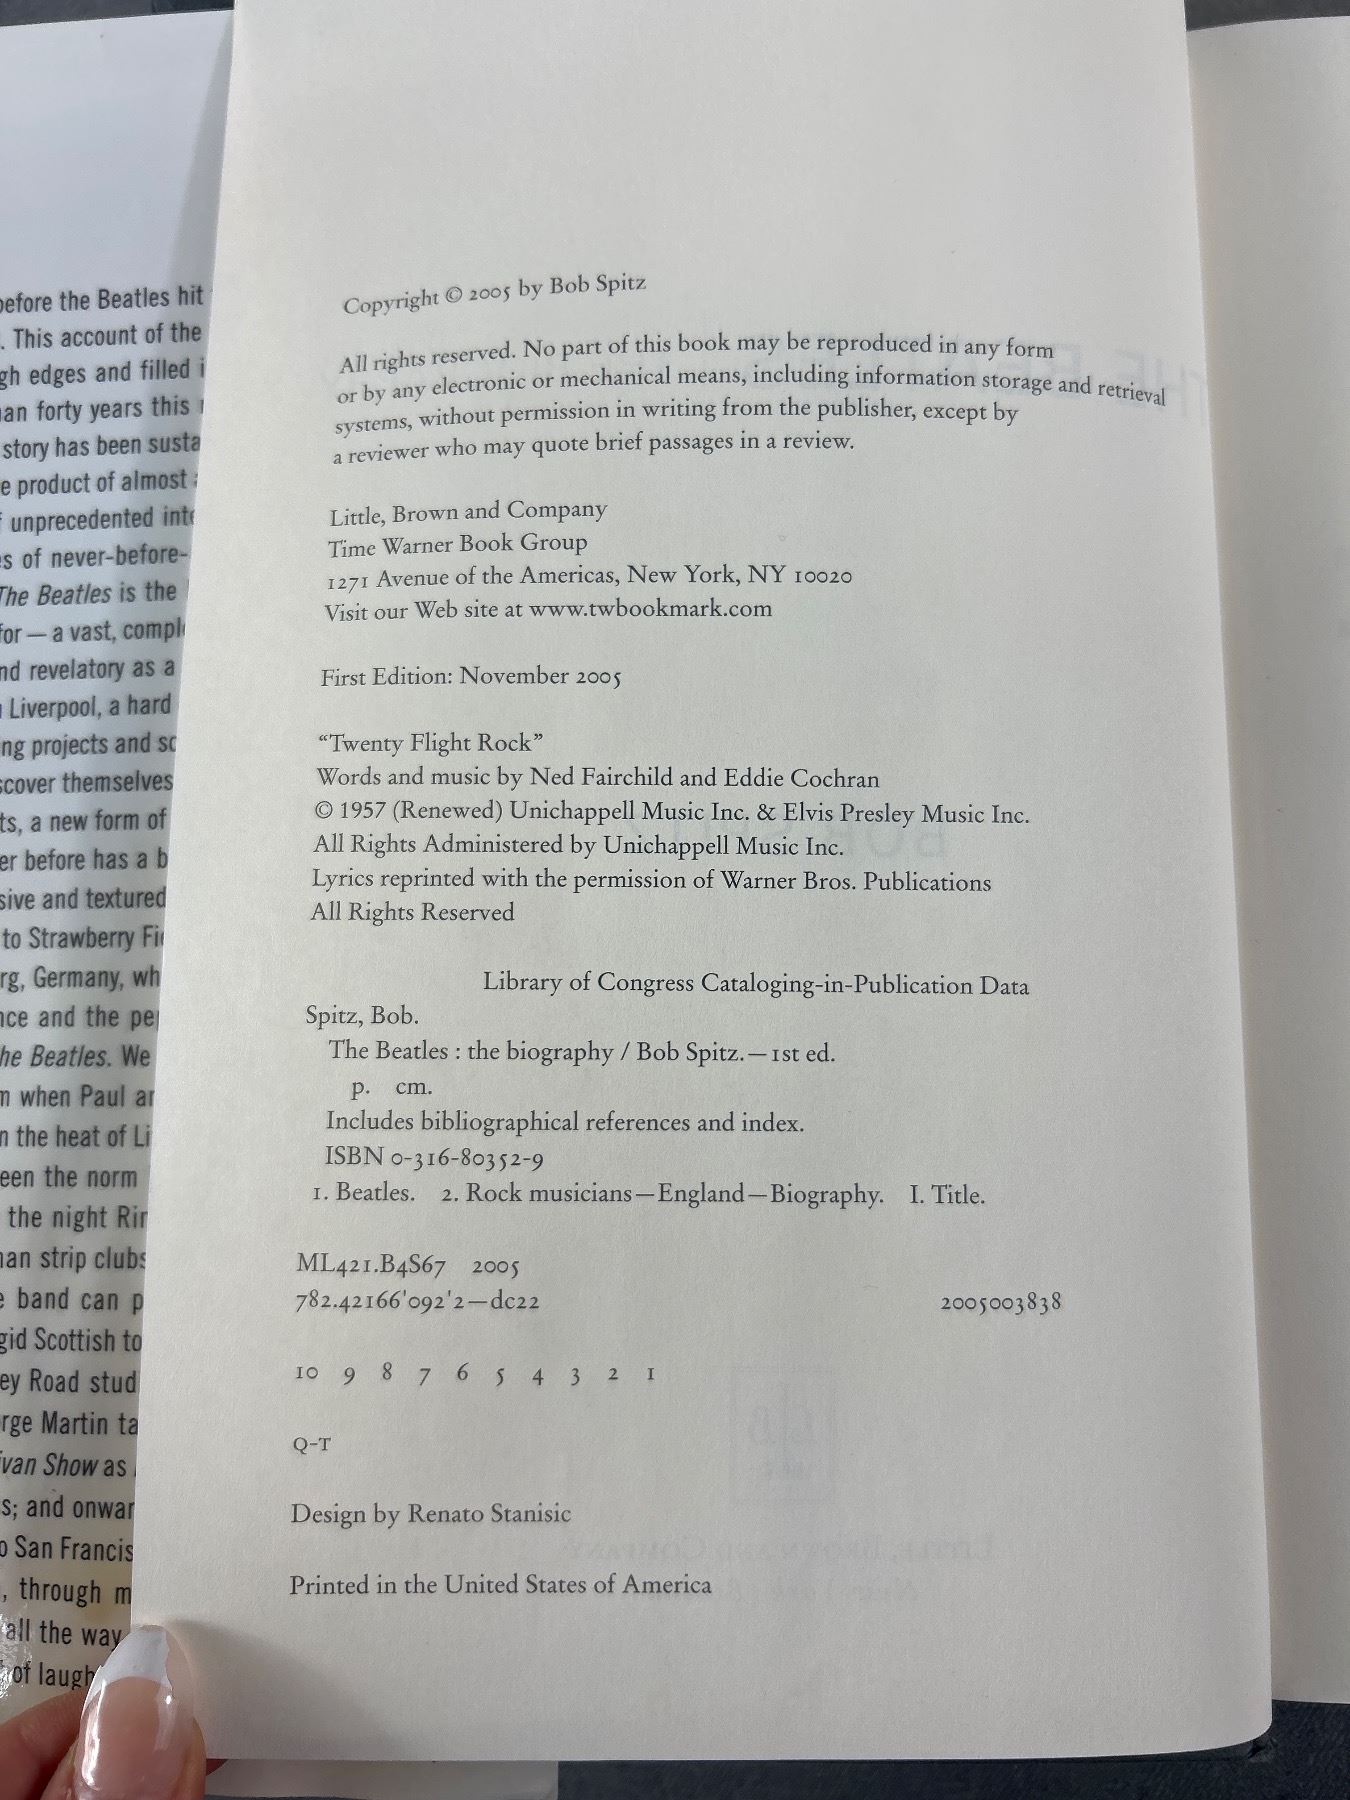 before the Beatles hit
. This account of the
gh edges and filled i
an forty years this
story has been susta
e product of almost
unprecedented inte
s of never-before-
The Beatles is the
for — a vast, comple
nd revelatory as a
Liverpool, a hard
ing projects and sc
scover themselves
ts, a new form of
er before has a b
sive and textured
to Strawberry Fie
rg, Germany, wh
nce and the per
he Beatles. We
m when Paul ar
n the heat of Li
een the norm
the night Rin
man strip clubs
e band can p
gid Scottish to
ey Road stud
rge Martin ta
ivan Show as
s; and onwar
o San Francis
, through m
all the way
of laugh
Copyright © 2005 by Bob Spitz
All rights reserved. No part of this book may be reproduced in any form
or by any electronic or mechanical means, including information storage and retrieval
systems, without permission in writing from the publisher, except by
a reviewer who may quote brief passages in a review.
Little, Brown and Company
Time Warner Book Group
1271 Avenue of the Americas, New York, NY 10020
Visit our Web site at www.twbookmark.com
First Edition: November 2005
“Twenty Flight Rock”
Words and music by Ned Fairchild and Eddie Cochran
© 1957 (Renewed) Unichappell Music Inc. & Elvis Presley Music Inc.
All Rights Administered by Unichappell Music Inc.
Lyrics reprinted with the permission of Warner Bros. Publications
All Rights Reserved
Library of Congress Cataloging-in-Publication Data
Spitz, Bob.
The Beatles : the biography / Bob Spitz.—1st ed.
p. cm.
Includes bibliographical references and index.
ISBN 0-316-80352-9
1. Beatles. 2. Rock musicians—England—Biography. I. Title.
ML421.B4S67 2005
782.42166'092'2—dc22 2005003838
10 9 8 7 6 5 4 3 2 1
Q-T
Design by Renato Stanisic
Printed in the United States of America